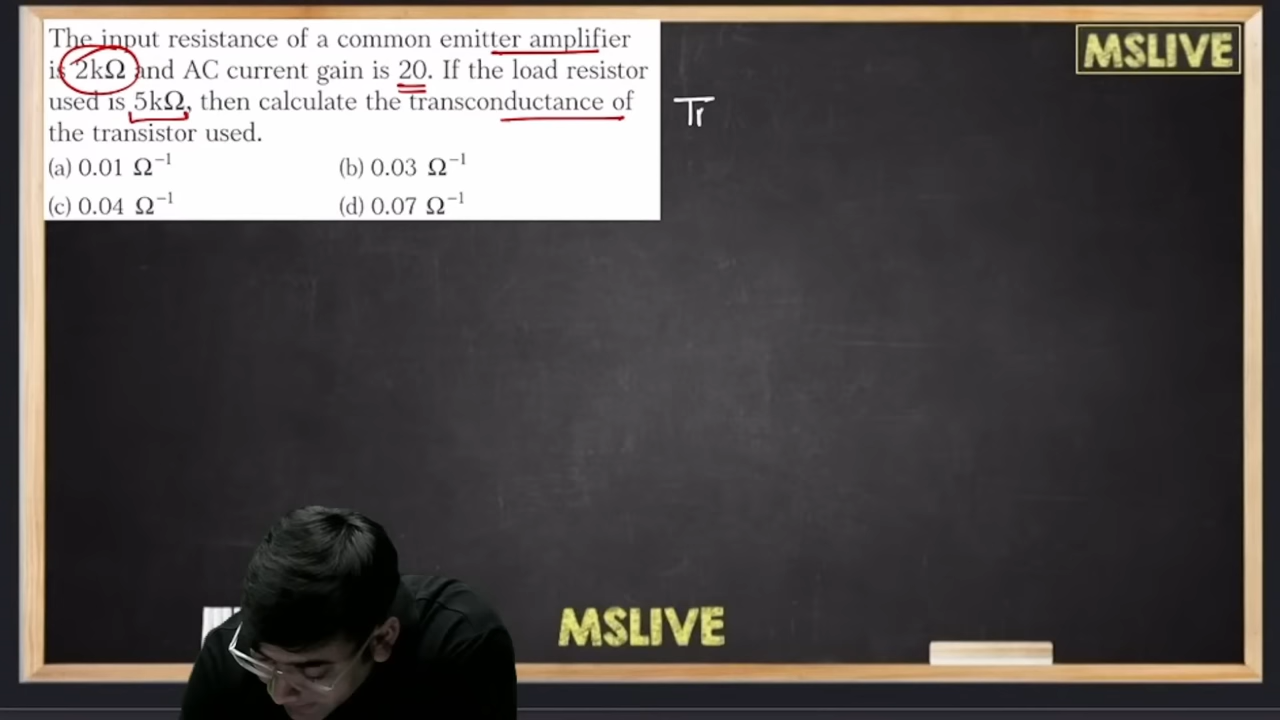 The input resistance of a common emitter amplifier
is 2kΩ and AC current gain is 20. If the load resistor
used is 5kΩ, then calculate the transconductance of
the transistor used.
(a) 0.01 Ω⁻¹ (b) 0.03 Ω⁻¹
(c) 0.04 Ω⁻¹ (d) 0.07 Ω⁻¹
Tr
MSLIVE
MSLIVE